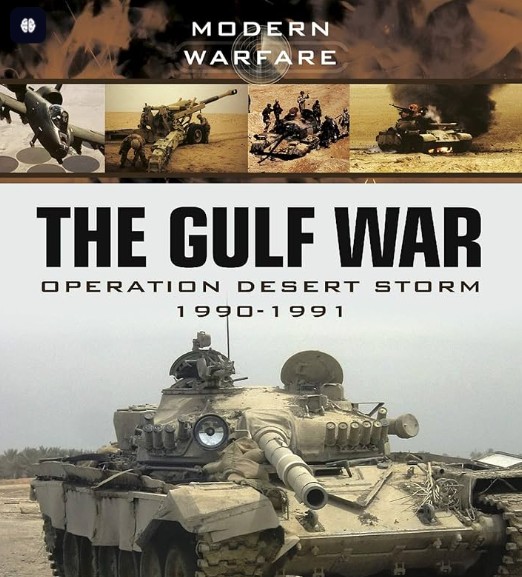 MODERN
WARFARE
THE GULF WAR
OPERATION DESERT STORM
1990-1991